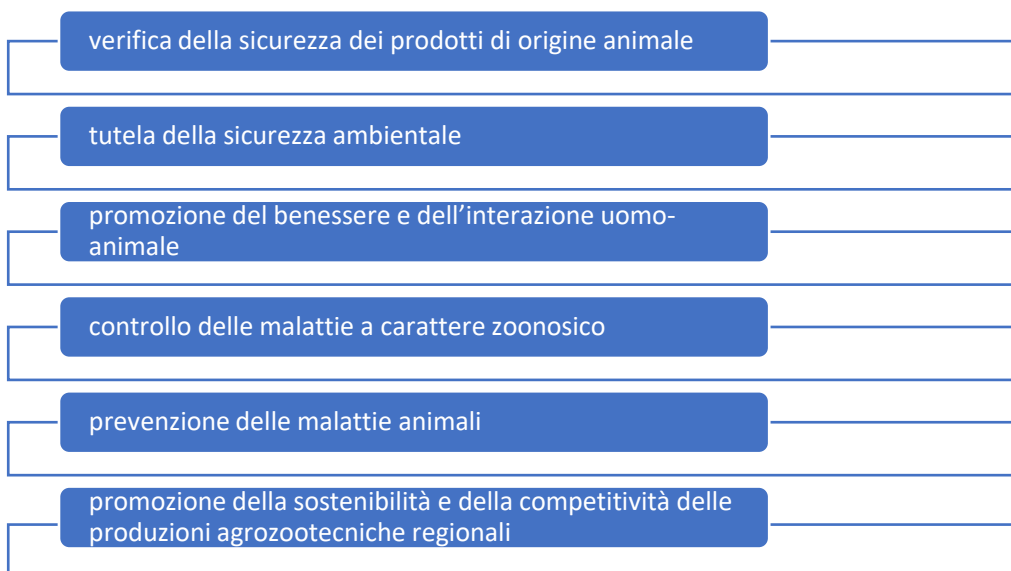 verifica della sicurezza dei prodotti di origine animale
tutela della sicurezza ambientale
promozione del benessere e dell’interazione uomo-
animale
controllo delle malattie a carattere zoonosico
prevenzione delle malattie animali
promozione della sostenibilità e della competitività delle
produzioni agrozootecniche regionali